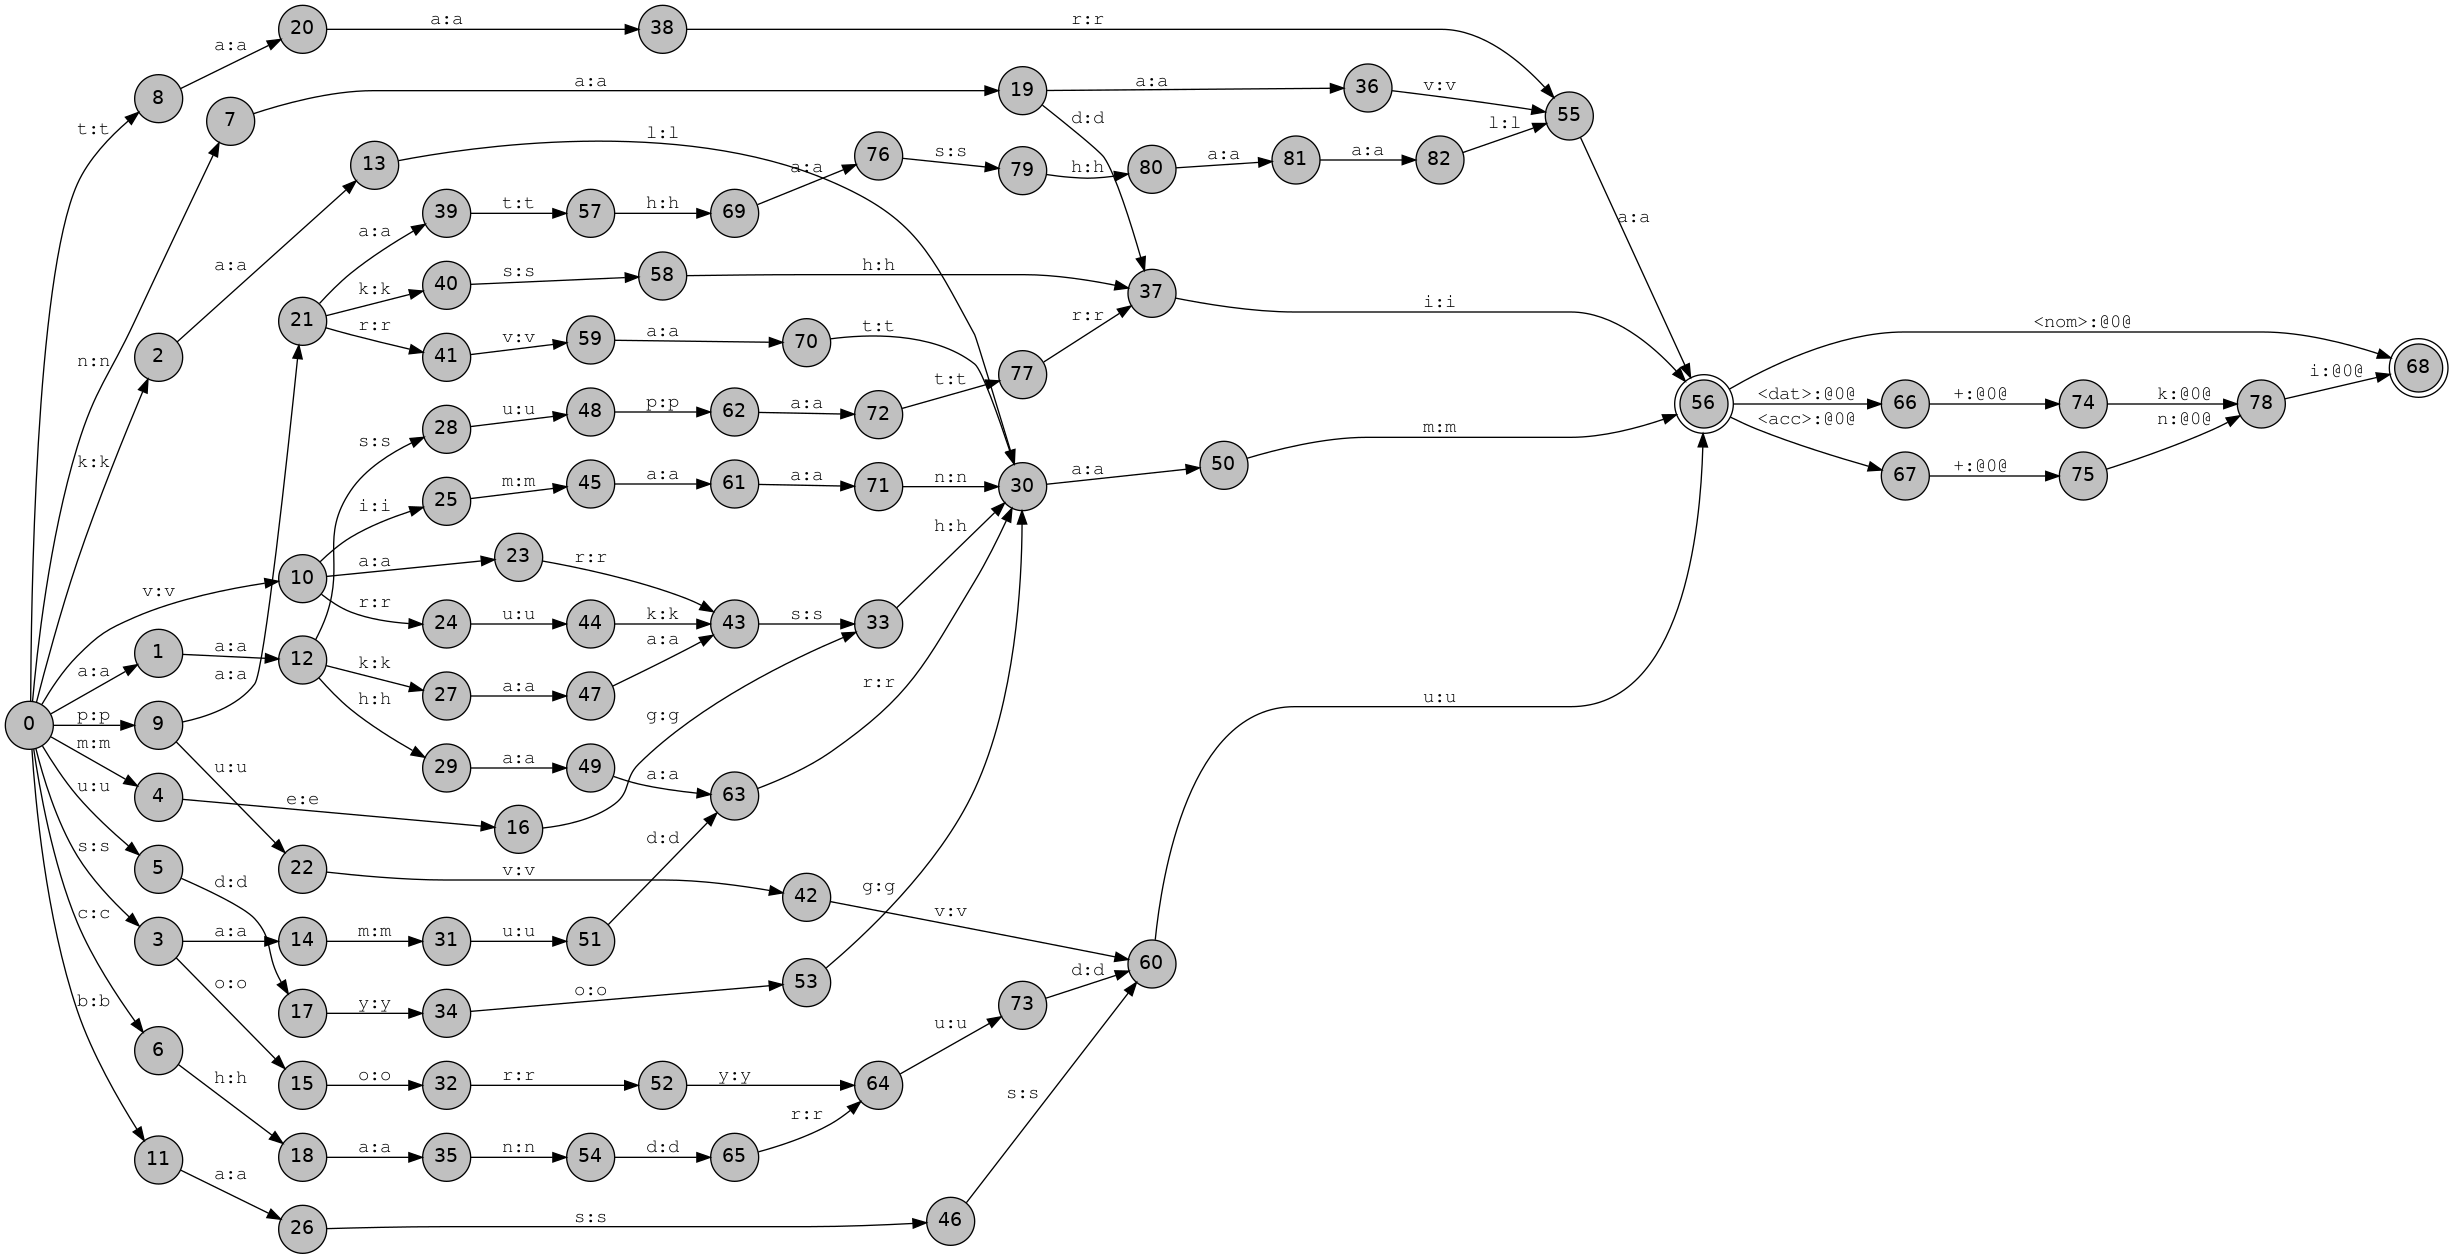 20
a:a
38
r:r
8
a:a
t:t
7
a:a
19
a:a
36
v:v
55
d:d
l:l
13
l:l
76
s:s
79
h:h
80
a:a
81
a:a
82
a:a
39
t:t
57
h:h
69
a:a
a:a
a:a
21
k:k
40
s:s
58
h:h
37
i:i
r:r
41
v:v
59
a:a
70
t:t
r:r
77
t:t
n:n
2
<nom>:@0@
68
i:@0@
56
<dat>:@0@
66
+:@0@
74
k:@0@
78
<acc>:@0@
67
+:@0@
75
n:@0@
28
u:u
48
p:p
62
a:a
72
s:s
m:m
k:k
i:i
25
m:m
45
a:a
61
a:a
71
n:n
30
a:a
50
h:h
10
a:a
23
r:r
v:v
r:r
24
u:u
44
k:k
43
s:s
33
a:a
1
a:a
12
k:k
27
a:a
47
a:a
a:a
h:h
g:g
r:r
u:u
0
p:p
9
29
a:a
49
a:a
63
m:m
4
e:e
16
u:u
u:u
5
d:d
22
v:v
42
v:v
d:d
g:g
s:s
3
a:a
14
m:m
31
u:u
51
60
c:c
o:o
17
y:y
34
o:o
53
d:d
73
b:b
6
h:h
15
o:o
32
r:r
52
y:y
64
u:u
s:s
11
a:a
18
a:a
35
n:n
54
d:d
65
r:r
26
s:s
46